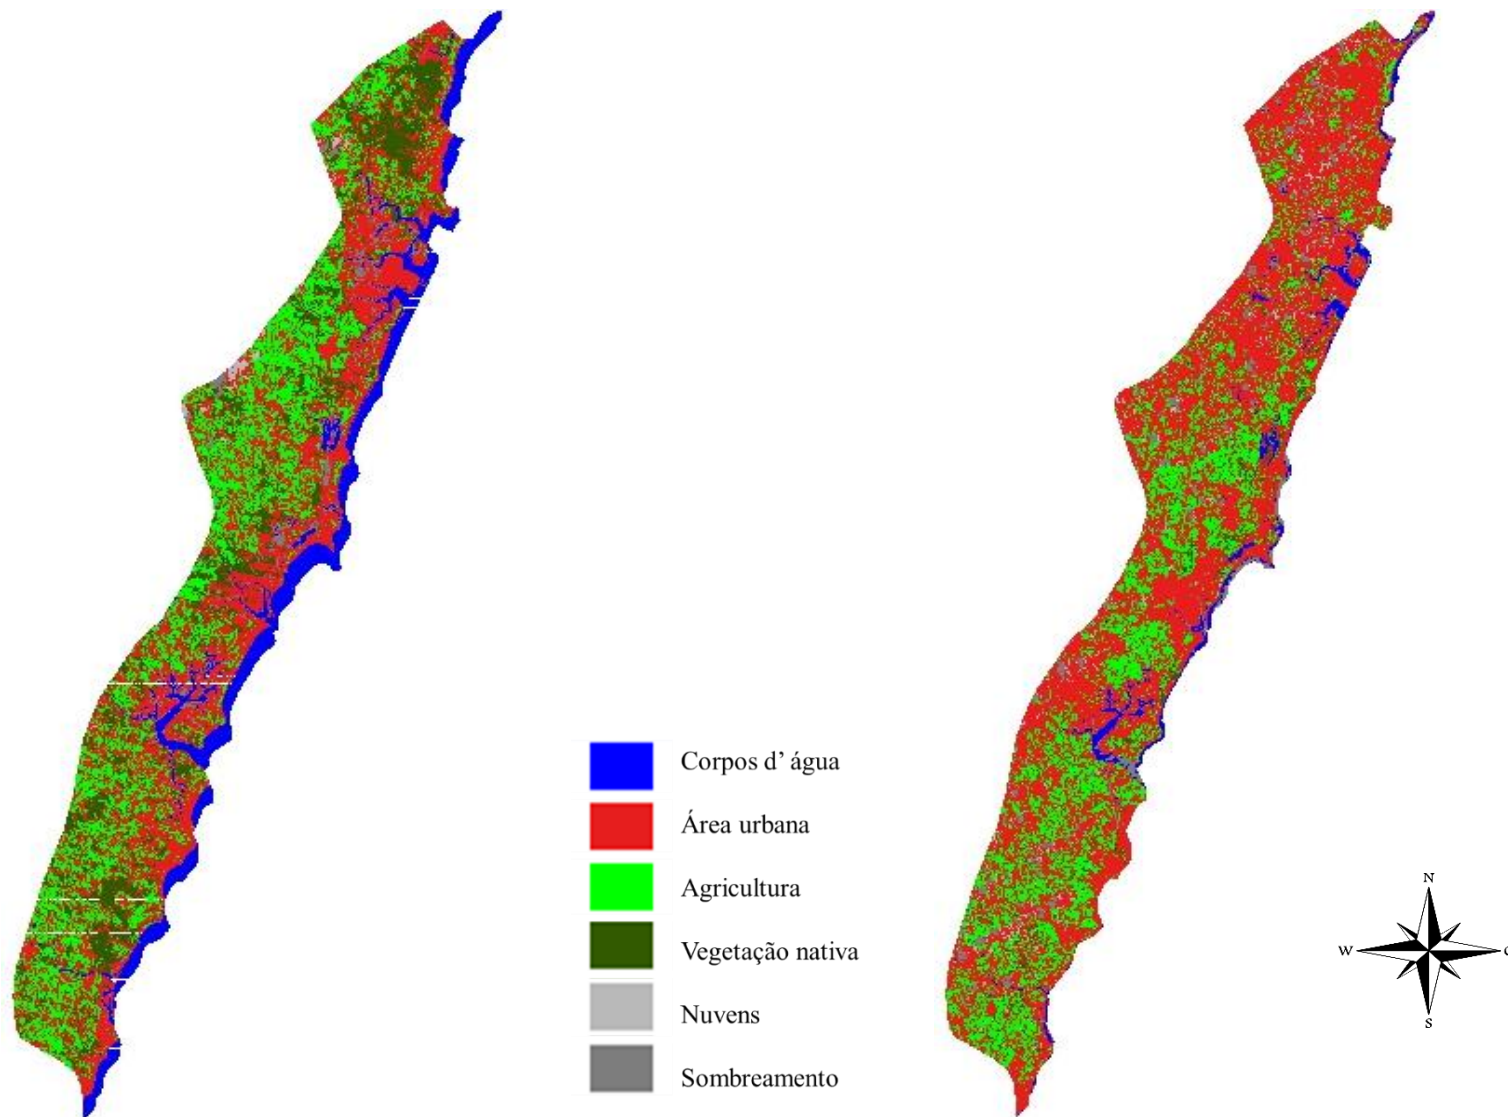 Corpos d’ água
Área urbana
Agricultura
Vegetação nativa
Nuvens
Sombreamento
N
W
S